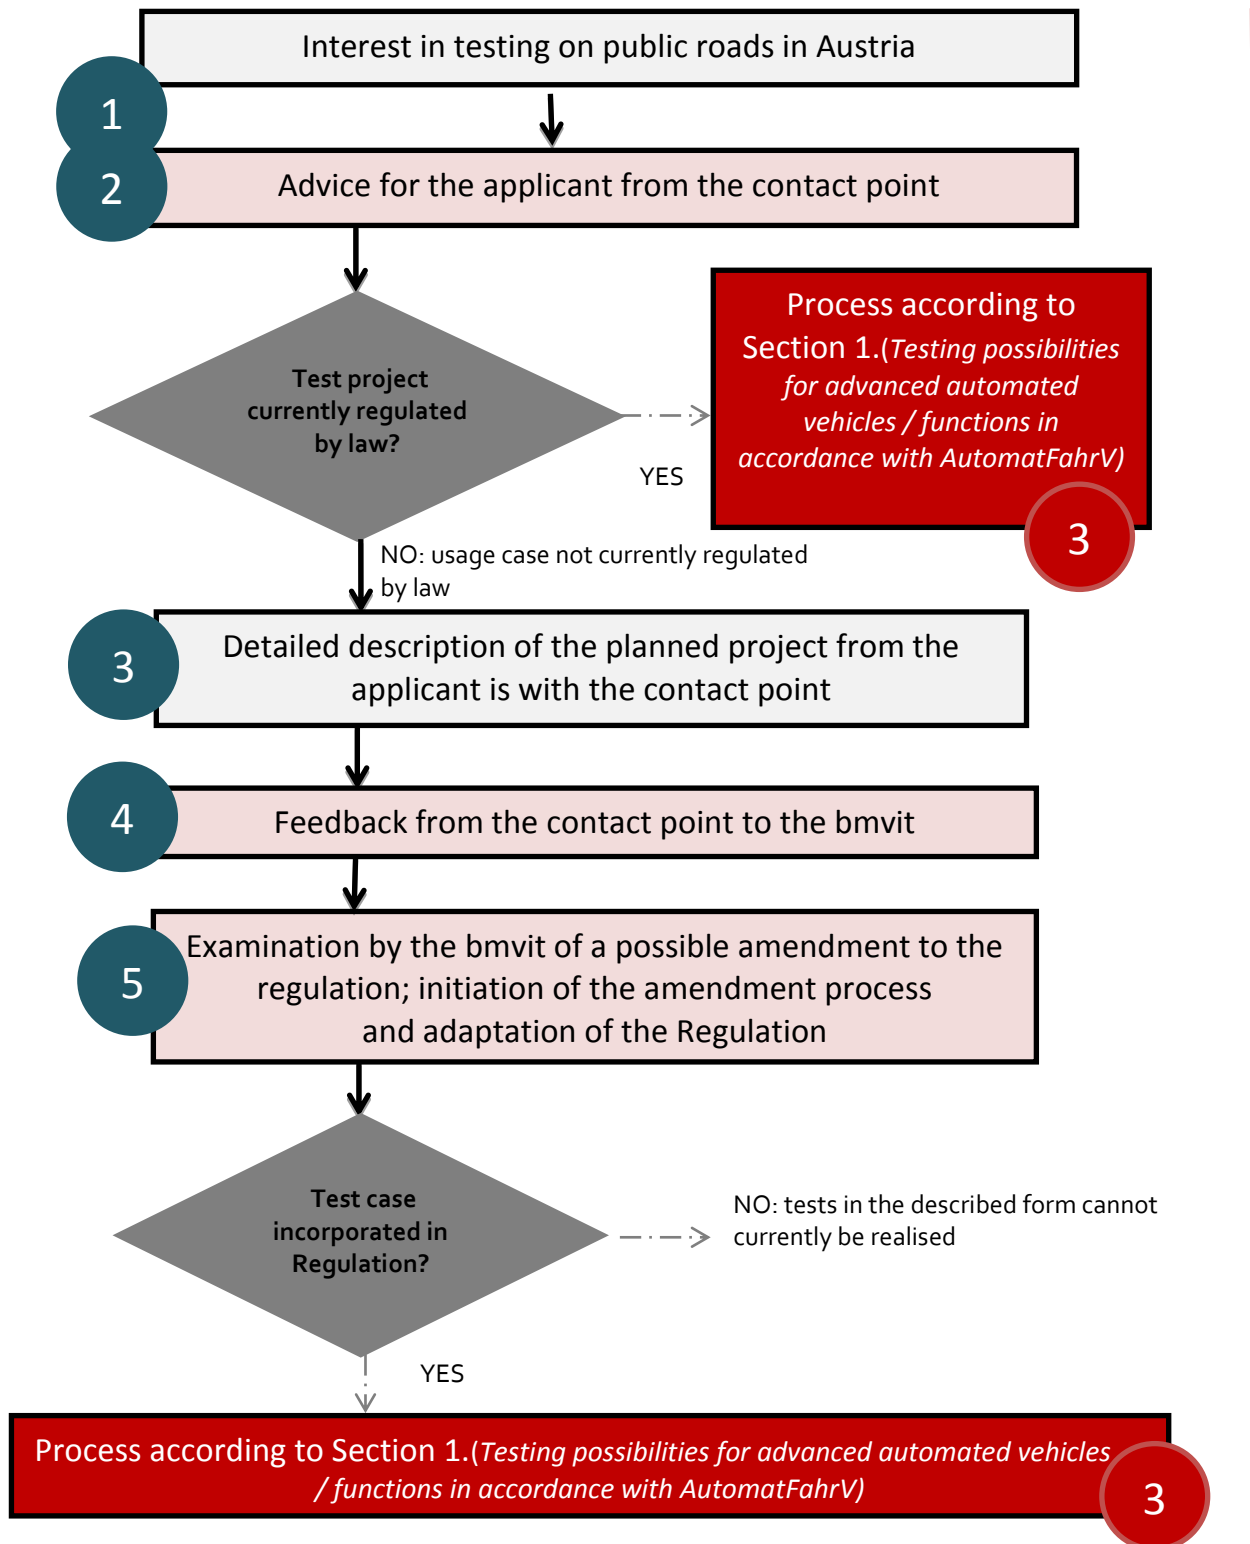 Interest in testing on public roads in Austria
1
2
Advice for the applicant from the contact point
Test project
currently regulated
by law?
YES
Process according to
Section 1.(Testing possibilities
for advanced automated
vehicles / functions in
accordance with AutomatFahrV)
3
NO: usage case not currently regulated
by law
3
Detailed description of the planned project from the
applicant is with the contact point
4
Feedback from the contact point to the bmvit
5
Examination by the bmvit of a possible amendment to the
regulation; initiation of the amendment process
and adaptation of the Regulation
Test case
incorporated in
Regulation?
NO: tests in the described form cannot
currently be realised
YES
Process according to Section 1.(Testing possibilities for advanced automated vehicles
/ functions in accordance with AutomatFahrV)
3